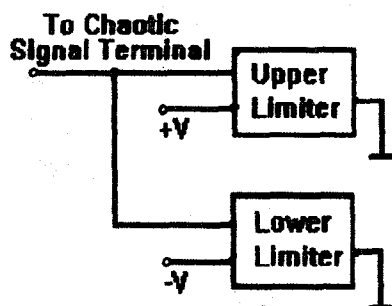 To Chaotic
Signal Terminal
Upper
Limiter
+V
Lower
Limiter
-V